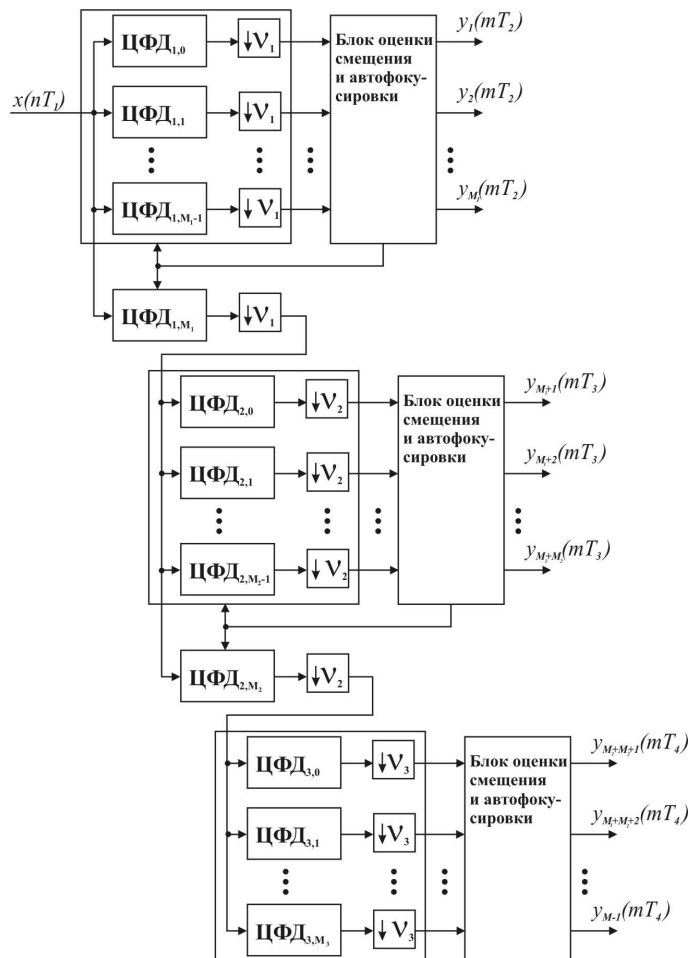 ЦФД1,0 ↓ν1 Блок оценки y1(mT2)
смещения
и автофоку-
сировки
x(nT1) ЦФД1,1 ↓ν1 y2(mT2)
ЦФД1,M1-1 ↓ν1 yM1(mT2)
ЦФД1,M1 ↓ν1
ЦФД2,0 ↓ν2 Блок оценки yM1+1(mT3)
смещения
и автофоку-
сировки
ЦФД2,1 ↓ν2 yM1+2(mT3)
ЦФД2,M2-1 ↓ν2 yM1+M2(mT3)
ЦФД2,M2 ↓ν2
ЦФД3,0 ↓ν3 Блок оценки yM1+M2+1(mT4)
смещения
и автофоку-
сировки
ЦФД3,1 ↓ν3 yM1+M2+2(mT4)
ЦФД3,M3 ↓ν3 yM-1(mT4)